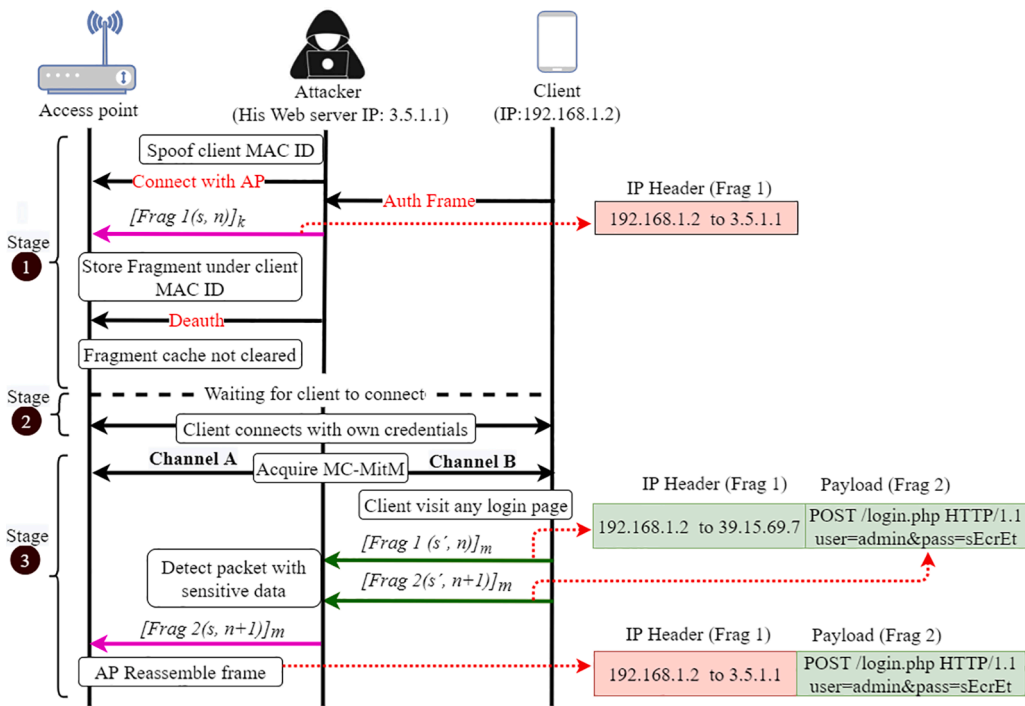 Access point
Attacker
(His Web server IP: 3.5.1.1)
Client
(IP:192.168.1.2)
Spoof client MAC ID
Connect with AP
Auth Frame
IP Header (Frag 1)
192.168.1.2 to 3.5.1.1
[Frag 1(s, n)]k
Stage
1
Store Fragment under client
MAC ID
Deauth
Fragment cache not cleared
Waiting for client to connect
Stage
2
Client connects with own credentials
Channel A
Acquire MC-MitM
Channel B
Client visit any login page
IP Header (Frag 1)
Payload (Frag 2)
192.168.1.2 to 39.15.69.7
POST /login.php HTTP/1.1
user=admin&pass=sEcrEt
Stage
3
[Frag 1 (s´, n)]m
Detect packet with
sensitive data
[Frag 2(s´, n+1)]m
[Frag 2(s, n+1)]m
AP Reassemble frame
IP Header (Frag 1)
Payload (Frag 2)
192.168.1.2 to 3.5.1.1
POST /login.php HTTP/1.1
user=admin&pass=sEcrEt